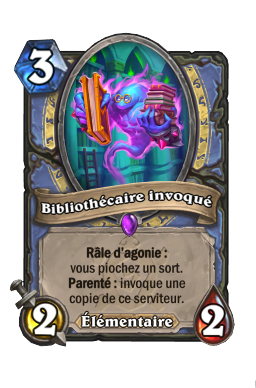 3
Bibliothécaire invoqué
Râle d'agonie :
vous piochez un sort.
Parenté : invoque une
copie de ce serviteur.
2
Élémentaire
2